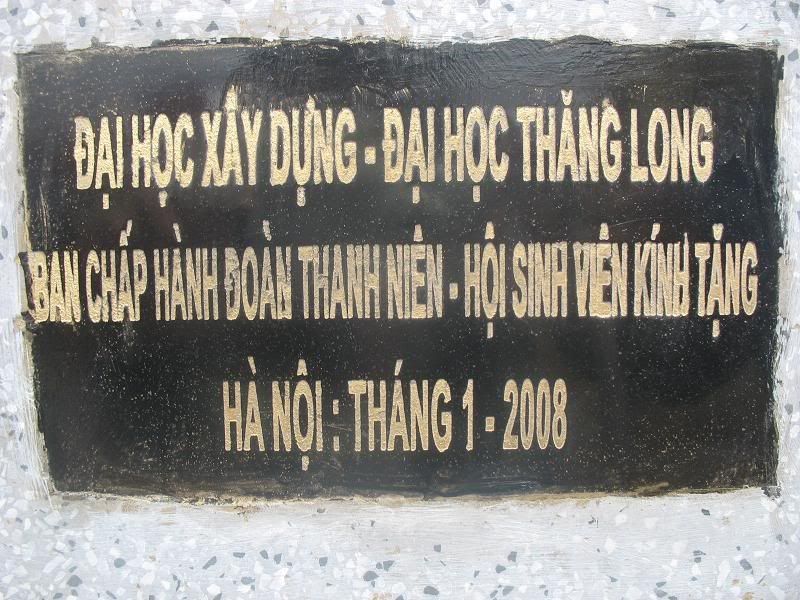 ĐẠI HỌC XÂY DỰNG - ĐẠI HỌC THĂNG LONG
BAN CHẤP HÀNH ĐOÀN THANH NIÊN - HỘI SINH VIÊN KÍNH TẶNG
HÀ NỘI : THÁNG 1 - 2008